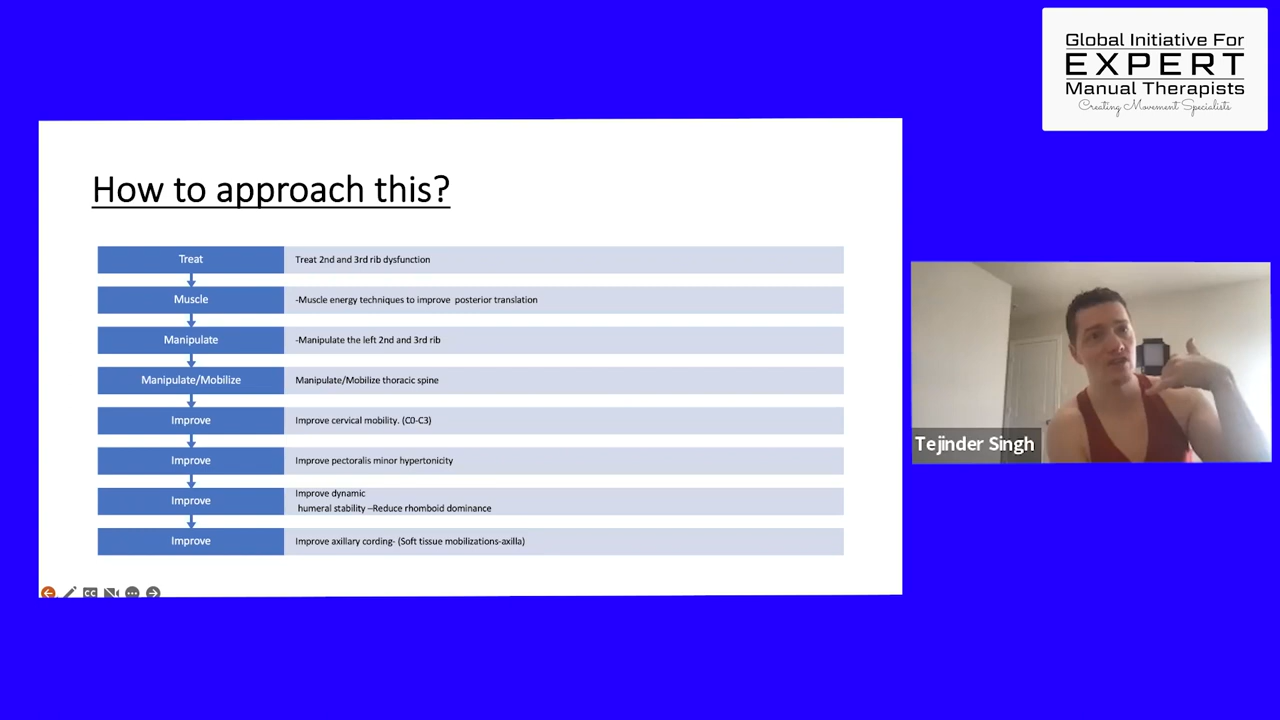 Global Initiative For
EXPERT
Manual Therapists
Creating Movement Specialists
How to approach this?
Treat
Treat 2nd and 3rd rib dysfunction
Muscle
-Muscle energy techniques to improve  posterior translation
Manipulate
-Manipulate the left 2nd and 3rd rib
Manipulate/Mobilize
Manipulate/Mobilize thoracic spine
Improve
Improve cervical mobility. (C0-C3)
Improve
Improve pectoralis minor hypertonicity
Improve
Improve dynamic
humeral stability –Reduce rhomboid dominance
Improve
Improve axillary cording- (Soft tissue mobilizations-axilla)
CC
Tejinder Singh